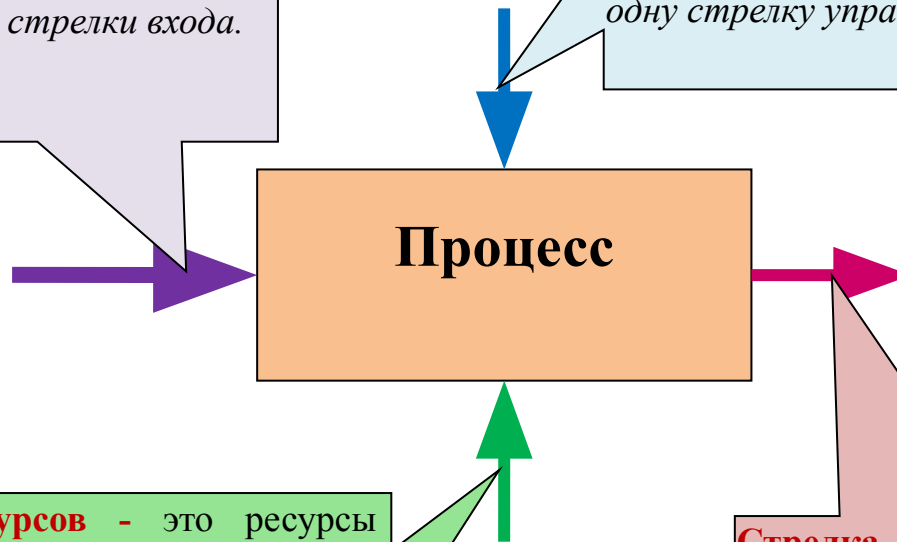 стрелки входа.
одну стрелку упра
Процесс
урсов - это ресурсы
Стрелка